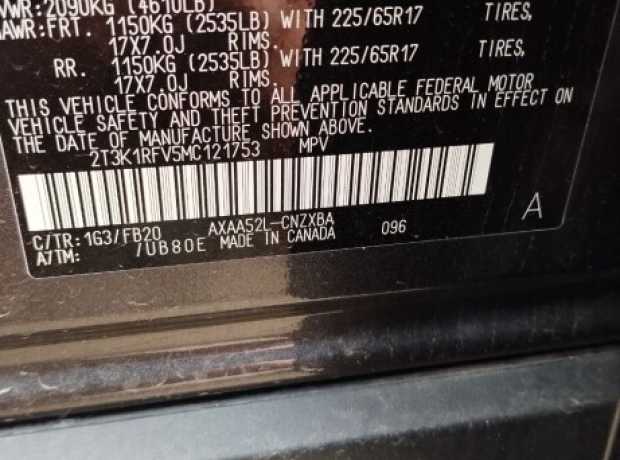 VWR:2090KG (4610LB)
AWR:FRT. 1150KG (2535LB) WITH 225/65R17 TIRES,
17X7.0J RIMS.
RR. 1150KG (2535LB) WITH 225/65R17 TIRES,
17X7.0J RIMS.
THIS VEHICLE CONFORMS TO ALL APPLICABLE FEDERAL MOTOR
VEHICLE SAFETY AND THEFT PREVENTION STANDARDS IN EFFECT ON
THE DATE OF MANUFACTURE SHOWN ABOVE.
2T3K1RFV5MC121753 MPV
C/TR: 1G3/FB20 AXAA52L-CNZXBA A
A/TM: /UB80E MADE IN CANADA 096